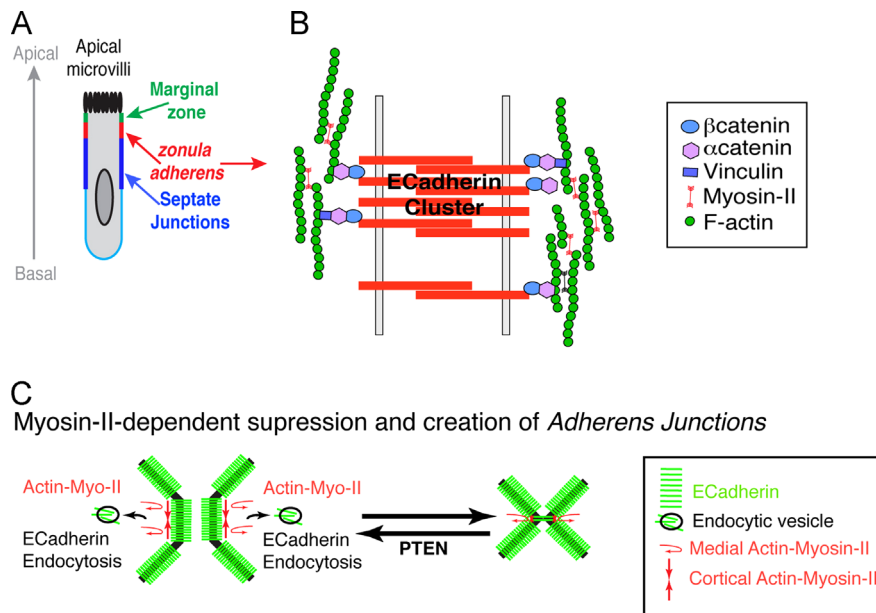 A
Apical
Apical
microvilli
Marginal
zone
zonula
adherens
Septate
Junctions
Basal
B
ECadherin
Cluster
βcatenin
αcatenin
Vinculin
Myosin-II
F-actin
C
Myosin-II-dependent supression and creation of Adherens Junctions
Actin-Myo-II
ECadherin
Endocytosis
Actin-Myo-II
ECadherin
Endocytosis
PTEN
ECadherin
Endocytic vesicle
Medial Actin-Myosin-II
Cortical Actin-Myosin-II